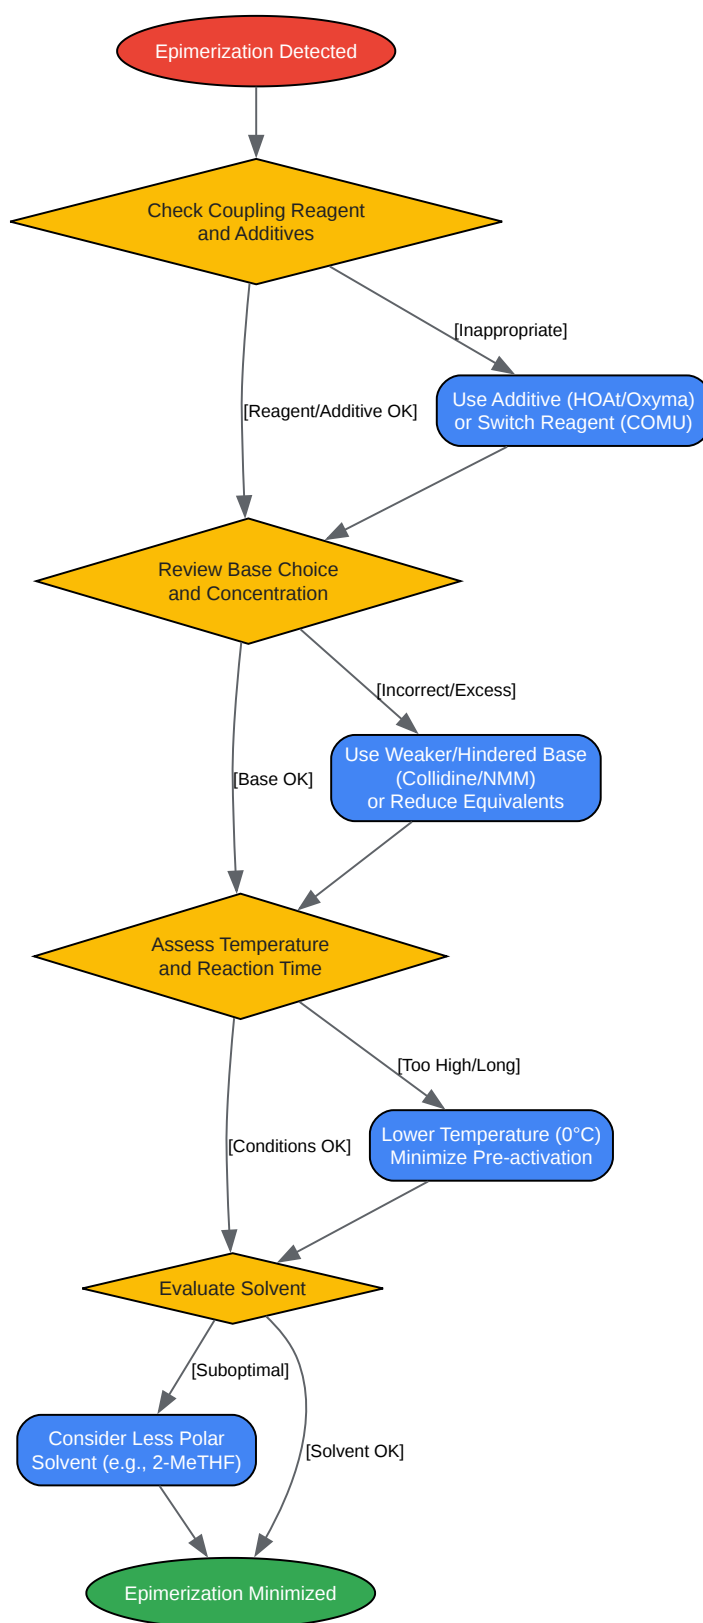 Epimerization Detected
Check Coupling Reagent
and Additives
[Inappropriate]
Use Additive (HOAt/Oxyma)
or Switch Reagent (COMU)
[Reagent/Additive OK]
Review Base Choice
and Concentration
[Incorrect/Excess]
Use Weaker/Hindered Base
(Collidine/NMM)
or Reduce Equivalents
[Base OK]
Assess Temperature
and Reaction Time
[Too High/Long]
Lower Temperature (0°C)
Minimize Pre-activation
[Conditions OK]
Evaluate Solvent
[Suboptimal]
Consider Less Polar
Solvent (e.g., 2-MeTHF)
[Solvent OK]
Epimerization Minimized